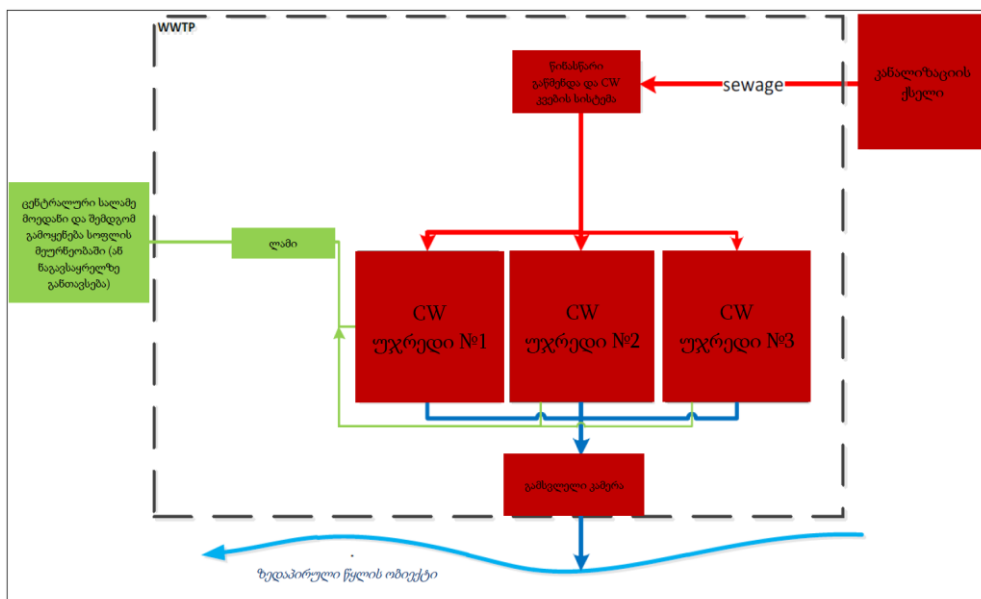 WWTP
წინასწარი
გაწმენდა და CW
კვების სისტემა
sewage
კანალიზაციის
ქსელი
ცენტრალური სალამე
მოედანი და შემდგომ
გამოყენება სოფლის
მეურნეობაში (ან
ნაგავსაყრელზე
განთავსება)
ლამი
CW
უჯრედი №1
CW
უჯრედი №2
CW
უჯრედი №3
გამსვლელი კამერა
ზედაპირული წყლის ობიექტი